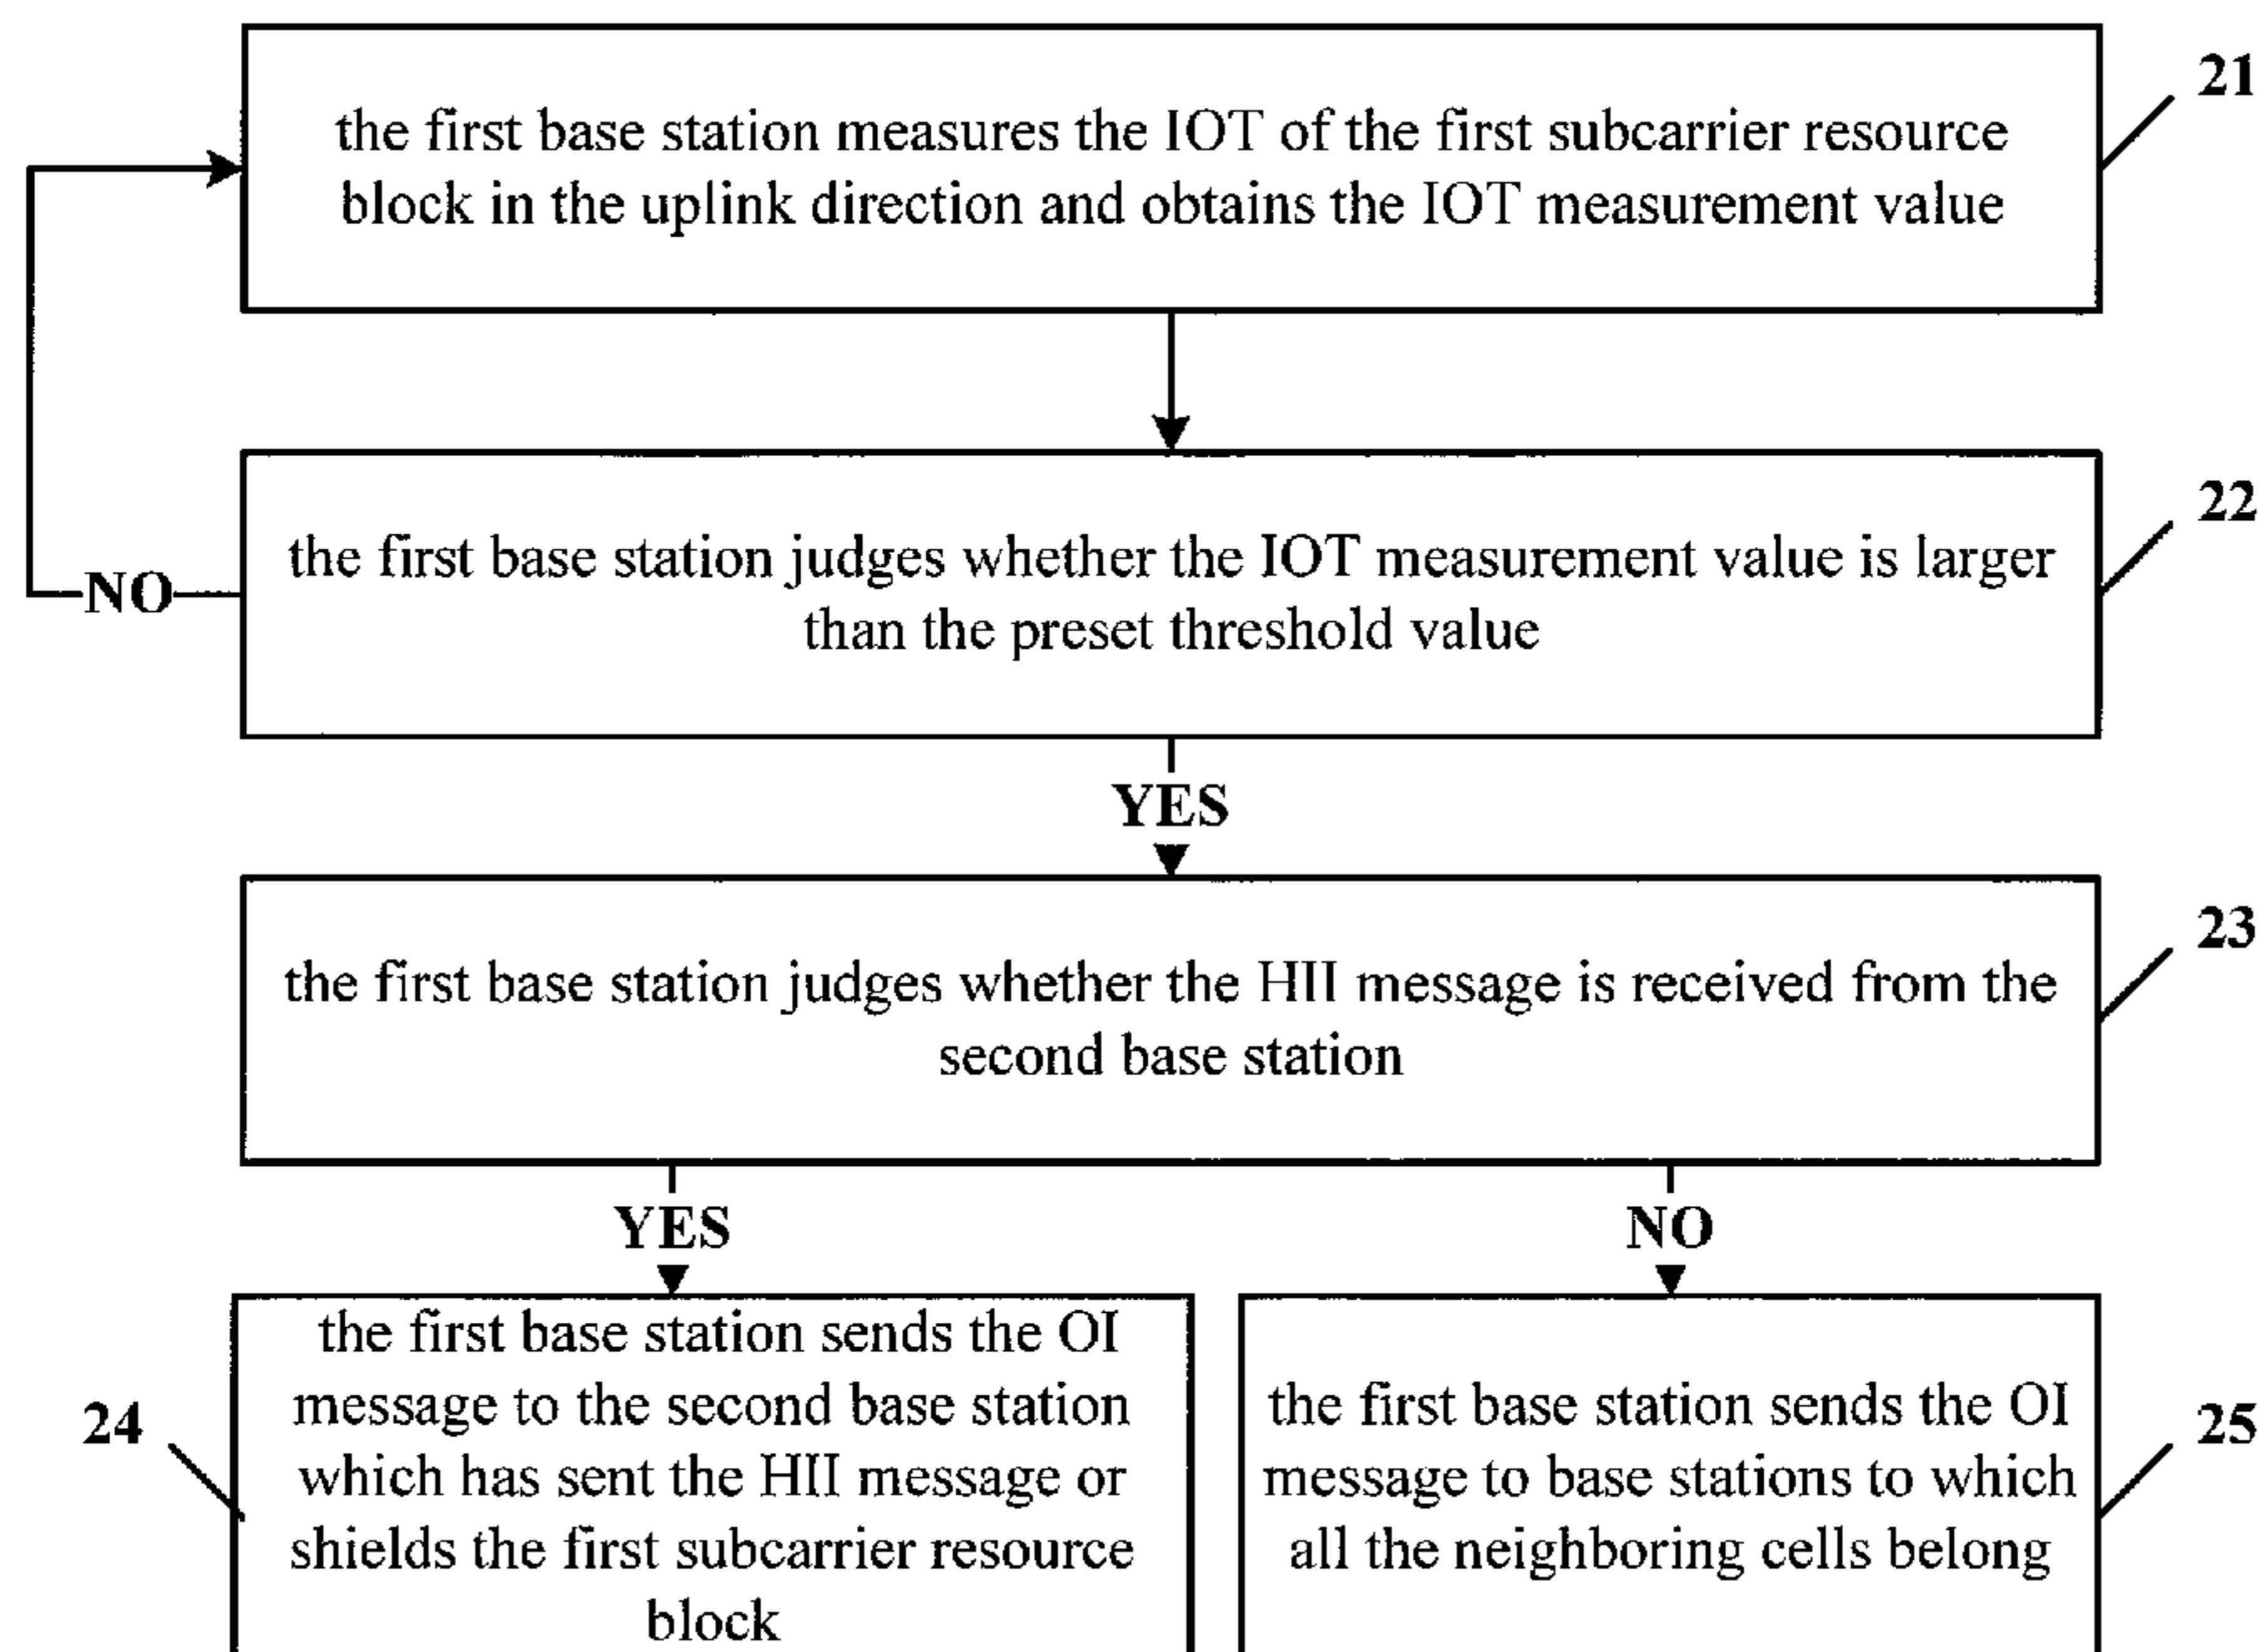 21
the first base station measures the IOT of the first subcarrier resource
block in the uplink direction and obtains the IOT measurement value
22
the first base station judges whether the IOT measurement value is larger
than the preset threshold value
NO
YES
23
the first base station judges whether the HII message is received from the
second base station
YES
NO
24
the first base station sends the OI
message to the second base station
which has sent the HII message or
shields the first subcarrier resource
block
25
the first base station sends the OI
message to base stations to which
all the neighboring cells belong